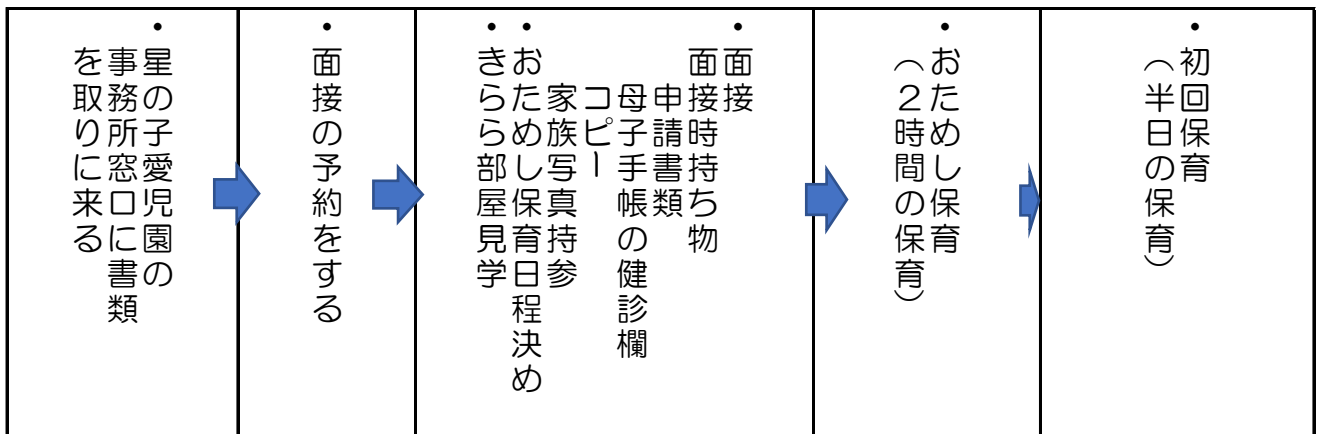 ・星の子愛児園の
事務所窓口に書類
を取りに来る
・面接の予約をする
・面接
面接時持ち物
申請書類
母子手帳の健診欄
コピー
家族写真持参
・おためし保育日程決め
・きらら部屋見学
・おためし保育
（２時間の保育）
・初回保育
（半日の保育）